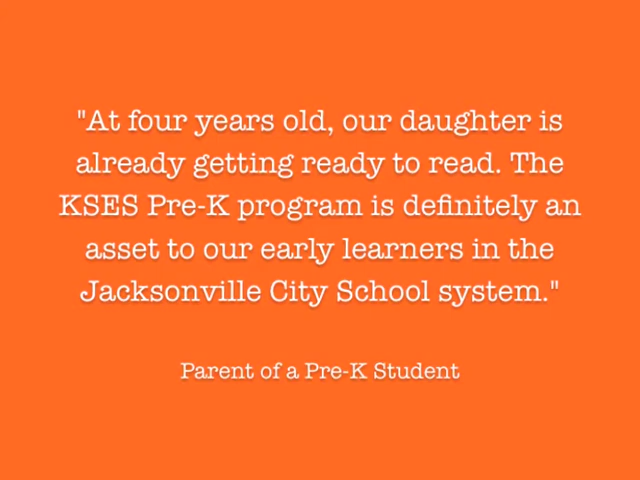 "At four years old, our daughter is
already getting ready to read. The
KSES Pre-K program is definitely an
asset to our early learners in the
Jacksonville City School system."
Parent of a Pre-K Student